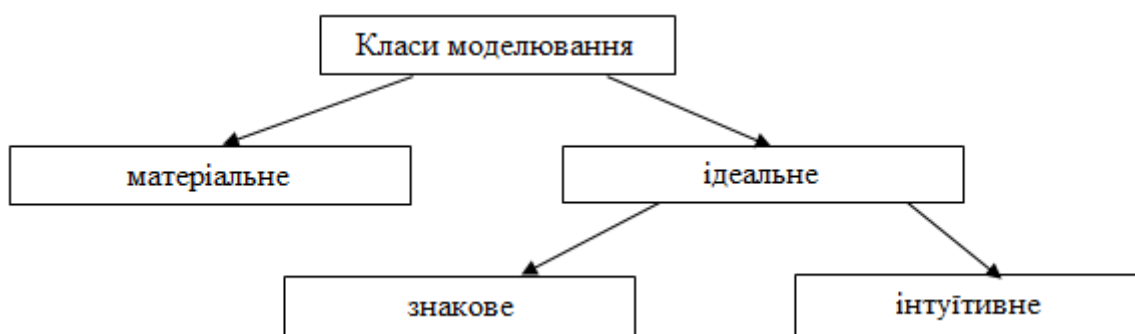 Класи моделювання
матеріальне
ідеальне
знакове
інтуїтивне